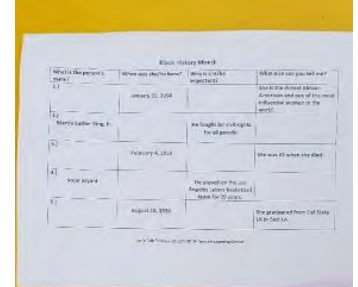 Black History Month
What is the person's name?
When was she/he born?
Why is she/he important?
What else can you tell me?
1.)
January 29, 1954
She is the richest African American and one of the most influential women in the world.
2.)
Martin Luther King, Jr.
He fought for civil rights for all people.
3.)
February 4, 1913
She was 92 when she died.
4.)
Kobe Bryant
He played on the Los Angeles Lakers Basketball team for 20 years.
5.)
August 15, 1938
She graduated from Cal State LA in East LA.